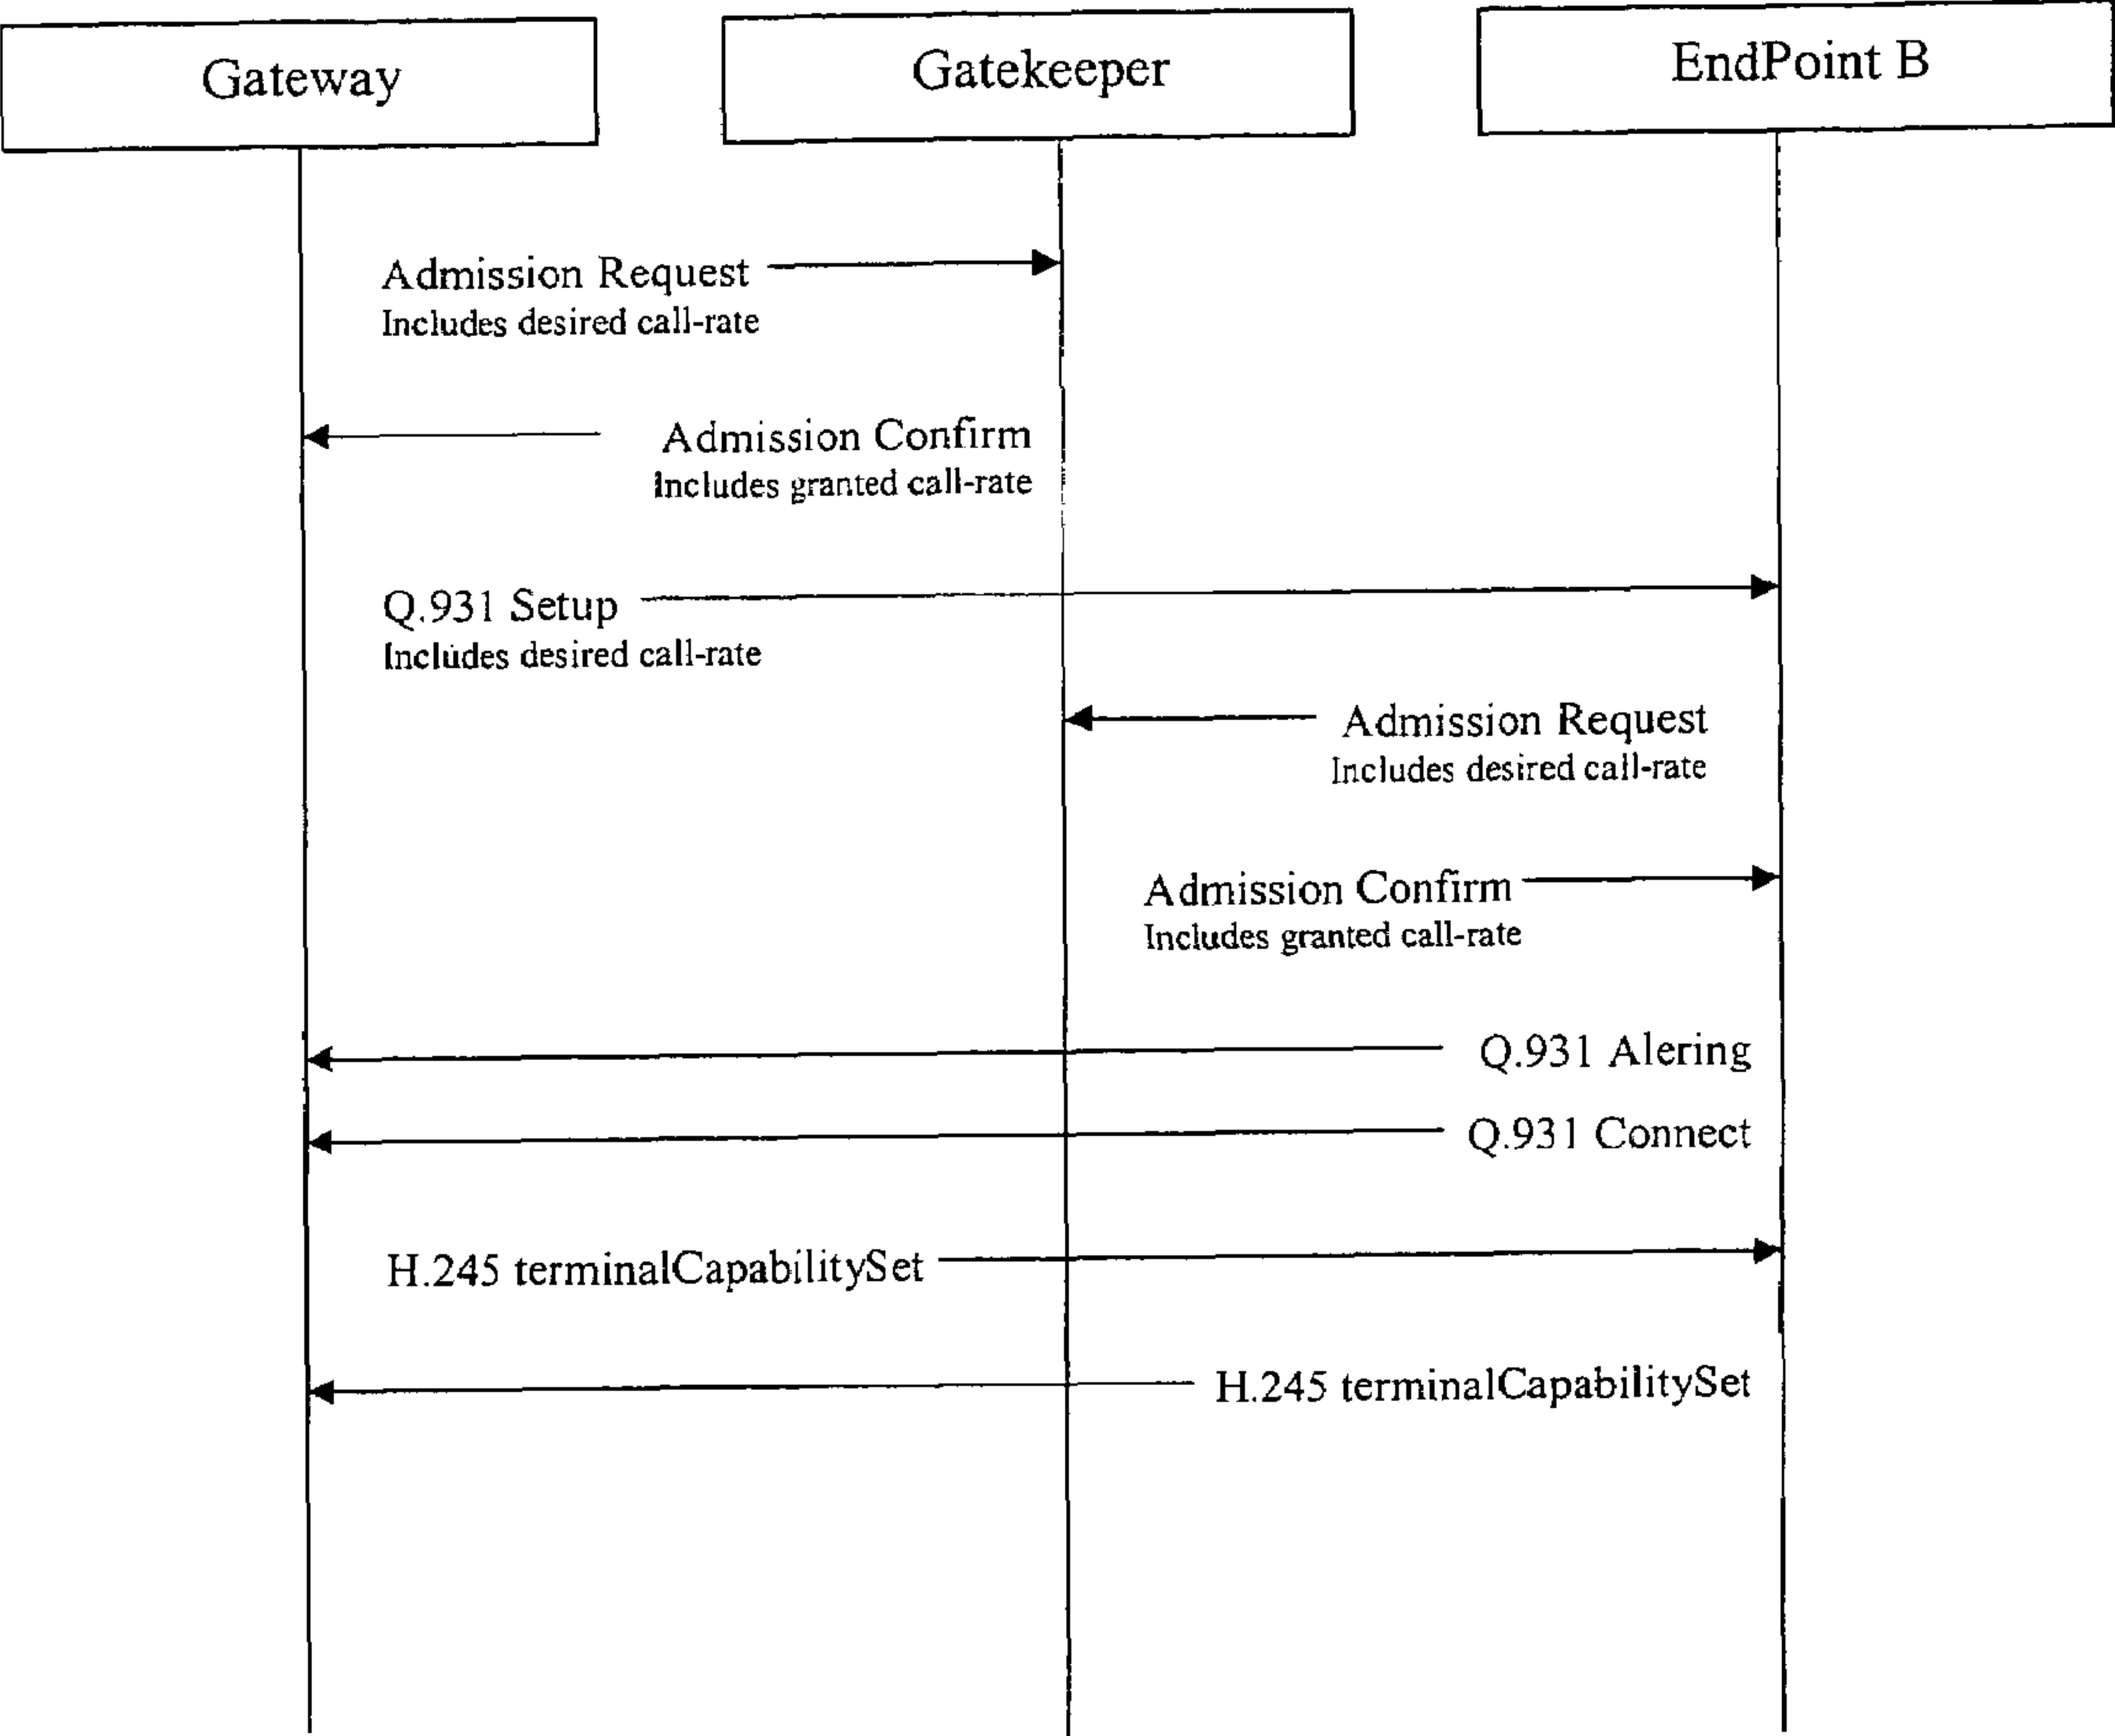 Gateway
Gatekeeper
EndPoint B
Admission Request
Includes desired call-rate
Admission Confirm
Includes granted call-rate
Q.931 Setup
Includes desired call-rate
Admission Request
Includes desired call-rate
Admission Confirm
Includes granted call-rate
Q.931 Alering
Q.931 Connect
H.245 terminalCapabilitySet
H.245 terminalCapabilitySet